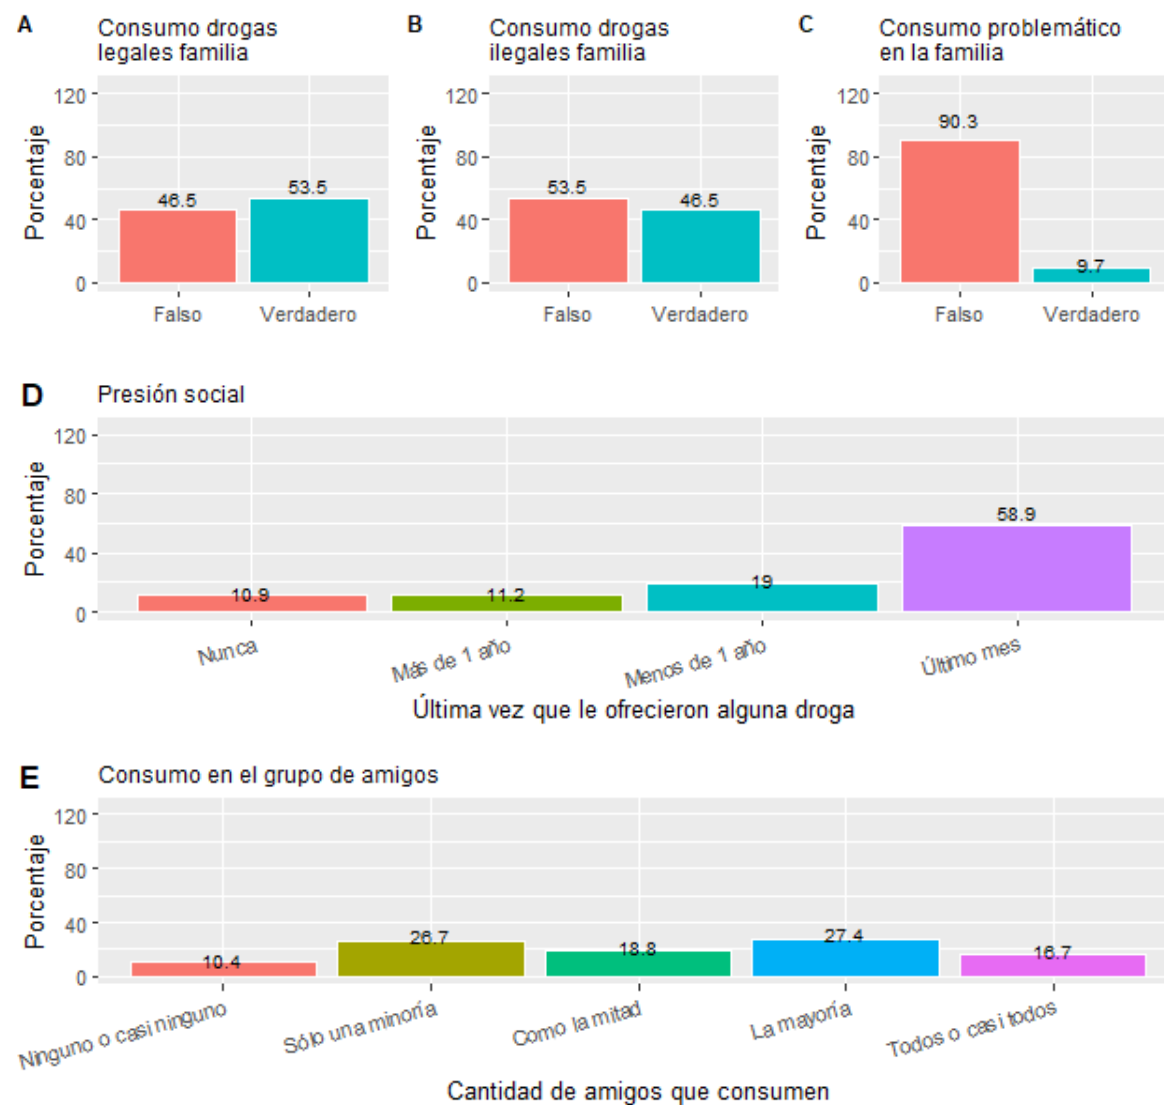 A
Consumo drogas
legales familia
Porcentaje
120
80
40
0
46.5
53.5
Falso
Verdadero
B
Consumo drogas
ilegales familia
Porcentaje
120
80
40
0
53.5
46.5
Falso
Verdadero
C
Consumo problemático
en la familia
Porcentaje
120
80
40
0
90.3
9.7
Falso
Verdadero
D
Presión social
Porcentaje
120
80
40
0
10.9
11.2
19
58.9
Nunca
Más de 1 año
Menos de 1 año
Último mes
Última vez que le ofrecieron alguna droga
E
Consumo en el grupo de amigos
Porcentaje
120
80
40
0
10.4
26.7
18.8
27.4
16.7
Ninguno o casi ninguno
Sólo una minoría
Como la mitad
La mayoría
Todos o casi todos
Cantidad de amigos que consumen